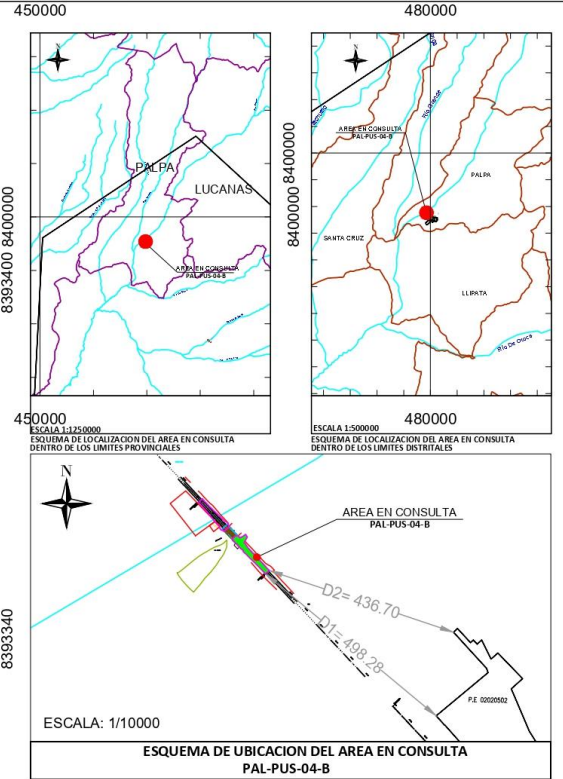 450000
480000
N
N
PALPA
LUCANAS
8400000
8393400
AREA EN CONSULTA
PAL-PUS-04-B
AREA EN CONSULTA
PAL-PUS-04-B
Río Grande
PALPA
SANTA CRUZ
LLIPATA
8400000
8400000
450000
480000
ESCALA 1:1250000
ESQUEMA DE LOCALIZACION DEL AREA EN CONSULTA
DENTRO DE LOS LIMITES PROVINCIALES
ESCALA 1:500000
ESQUEMA DE LOCALIZACION DEL AREA EN CONSULTA
DENTRO DE LOS LIMITES DISTRITALES
N
AREA EN CONSULTA
PAL-PUS-04-B
D2= 436.70
D1= 498.28
8393340
P.E 02020502
ESCALA: 1/10000
ESQUEMA DE UBICACION DEL AREA EN CONSULTA
PAL-PUS-04-B